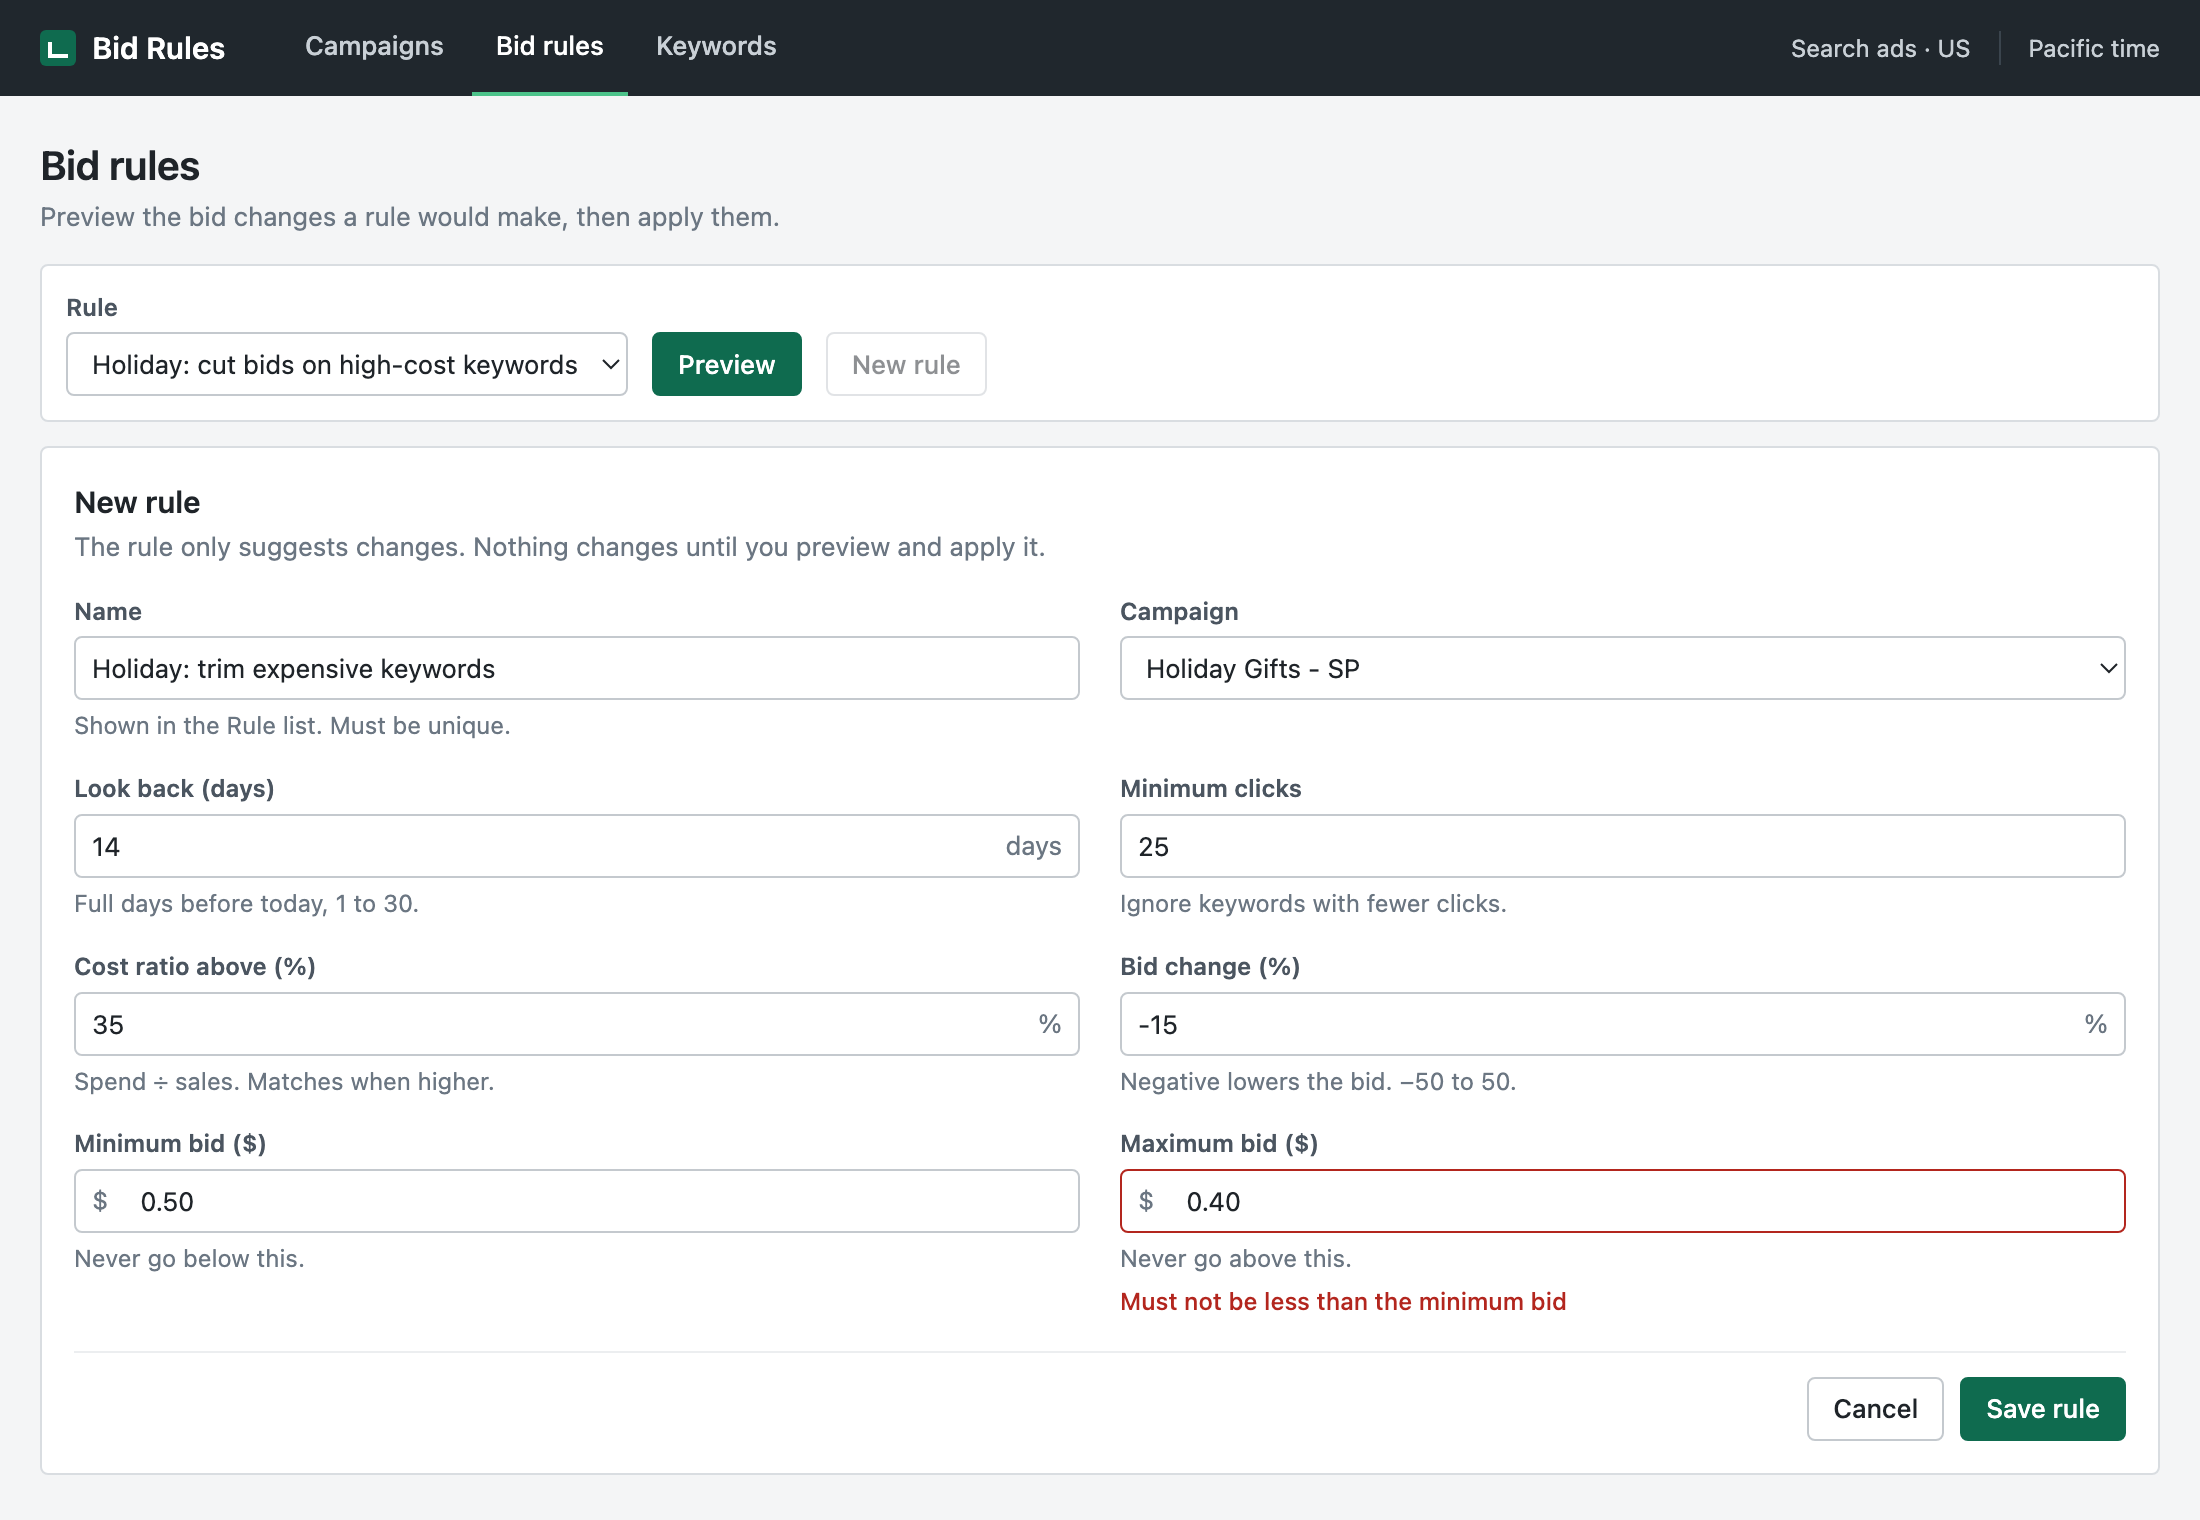 Bid Rules
Campaigns
Bid rules
Keywords
Search ads · US
Pacific time
Bid rules
Preview the bid changes a rule would make, then apply them.
Rule
Holiday: cut bids on high-cost keywords
Preview
New rule
New rule
The rule only suggests changes. Nothing changes until you preview and apply it.
Name
Campaign
Holiday: trim expensive keywords
Holiday Gifts - SP
Shown in the Rule list. Must be unique.
Look back (days)
Minimum clicks
14 days
25
Full days before today, 1 to 30.
Ignore keywords with fewer clicks.
Cost ratio above (%)
Bid change (%)
35 %
-15 %
Spend ÷ sales. Matches when higher.
Negative lowers the bid. −50 to 50.
Minimum bid ($)
Maximum bid ($)
$ 0.50
$ 0.40
Never go below this.
Never go above this.
Must not be less than the minimum bid
Cancel
Save rule